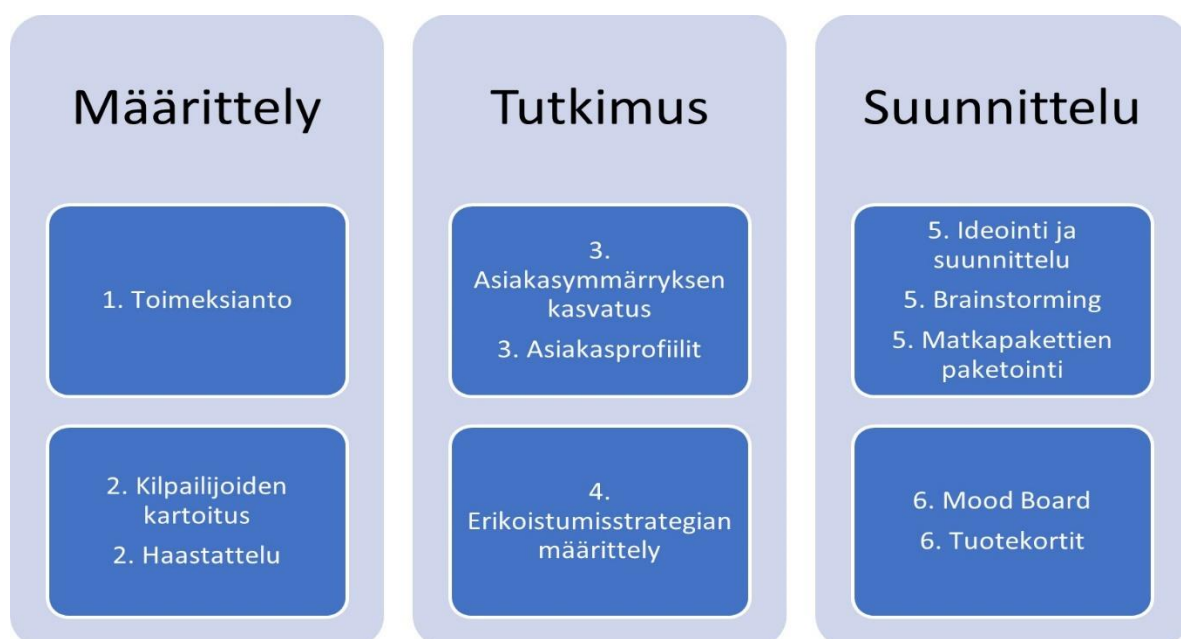 Määrittely
1. Toimeksianto
2. Kilpailijoiden
kartoitus
2. Haastattelu
Tutkimus
3.
Asiakasymmärryksen
kasvatus
3. Asiakasprofiilit
4.
Erikoistumisstrategian
määrittely
Suunnittelu
5. Ideointi ja
suunnittelu
5. Brainstorming
5. Matkapakettien
paketointi
6. Mood Board
6. Tuotekortit